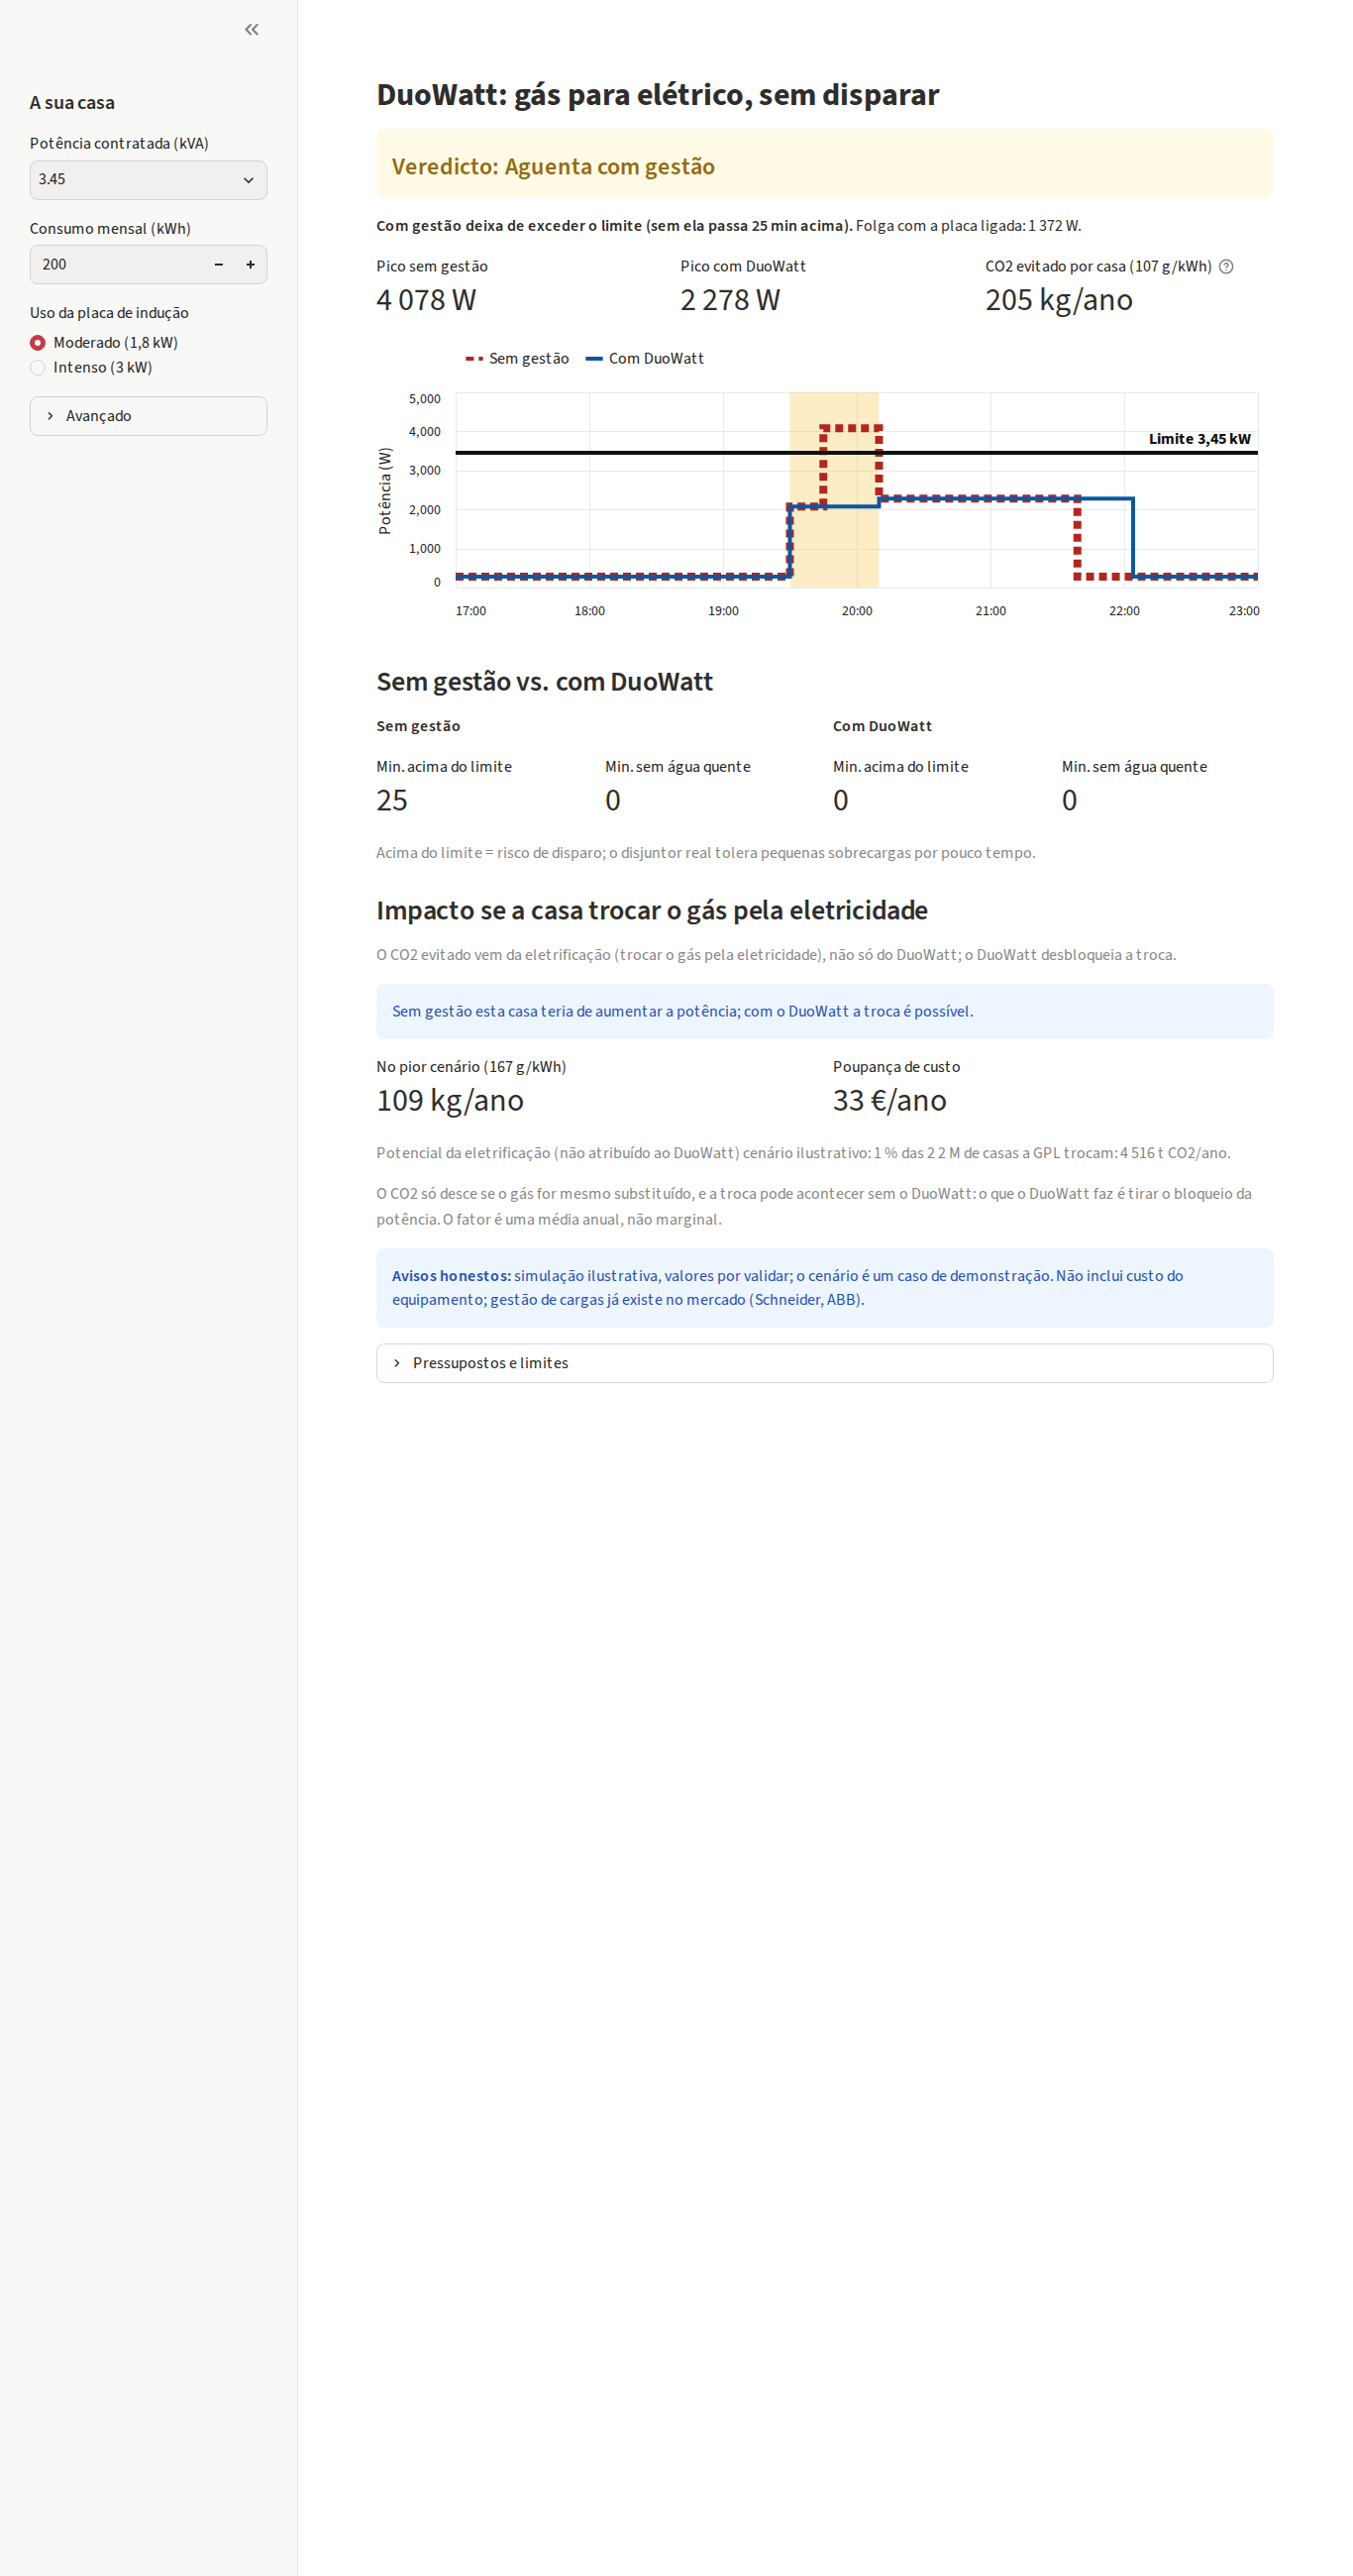 A sua casa
Potência contratada (kVA)
3.45
Consumo mensal (kWh)
200
Uso da placa de indução
Moderado (1,8 kW)
Intenso (3 kW)
Avançado
DuoWatt: gás para elétrico, sem disparar
Veredicto: Aguenta com gestão
Com gestão deixa de exceder o limite (sem ela passa 25 min acima). Folga com a placa ligada: 1 372 W.
Pico sem gestão
4 078 W
Pico com DuoWatt
2 278 W
CO2 evitado por casa (107 g/kWh)
205 kg/ano
Sem gestão
Com DuoWatt
Potência (W)
5,000
4,000
3,000
2,000
1,000
0
Limite 3,45 kW
17:00
18:00
19:00
20:00
21:00
22:00
23:00
Sem gestão vs. com DuoWatt
Sem gestão
Min. acima do limite
25
Min. sem água quente
0
Com DuoWatt
Min. acima do limite
0
Min. sem água quente
0
Acima do limite = risco de disparo; o disjuntor real tolera pequenas sobrecargas por pouco tempo.
Impacto se a casa trocar o gás pela eletricidade
O CO2 evitado vem da eletrificação (trocar o gás pela eletricidade), não só do DuoWatt; o DuoWatt desbloqueia a troca.
Sem gestão esta casa teria de aumentar a potência; com o DuoWatt a troca é possível.
No pior cenário (167 g/kWh)
109 kg/ano
Poupança de custo
33 €/ano
Potencial da eletrificação (não atribuído ao DuoWatt) cenário ilustrativo: 1 % das 2 2 M de casas a GPL trocam: 4 516 t CO2/ano.
O CO2 só desce se o gás for mesmo substituído, e a troca pode acontecer sem o DuoWatt: o que o DuoWatt faz é tirar o bloqueio da
potência. O fator é uma média anual, não marginal.
Avisos honestos: simulação ilustrativa, valores por validar; o cenário é um caso de demonstração. Não inclui custo do
equipamento; gestão de cargas já existe no mercado (Schneider, ABB).
Pressupostos e limites